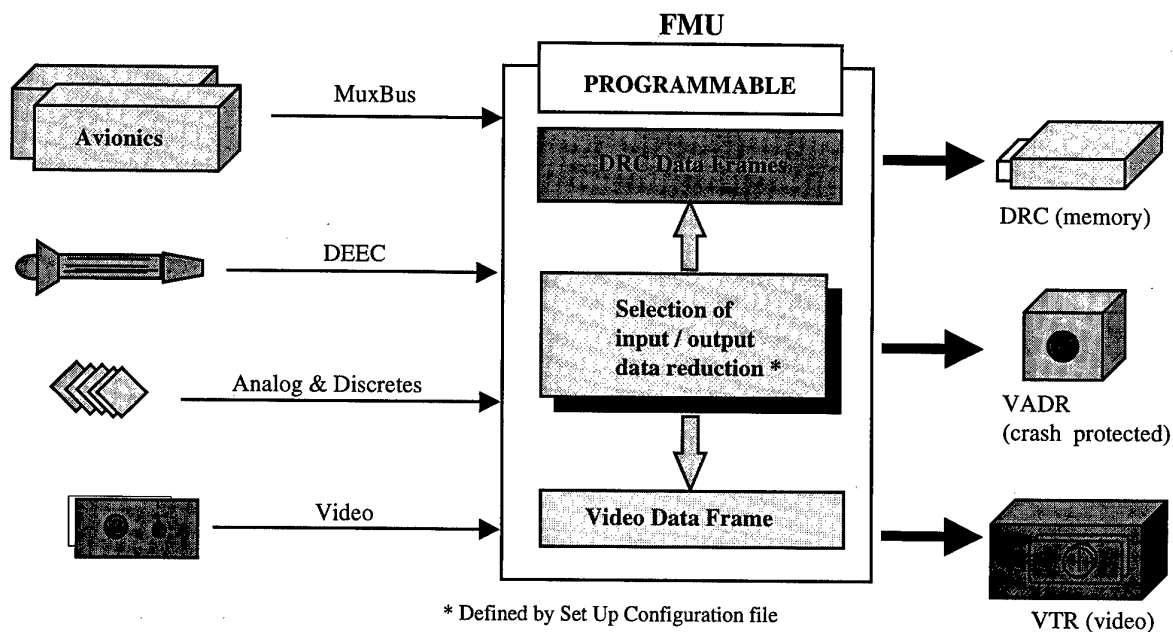 FMU
PROGRAMMABLE
MuxBus
Avionics
DRC Data Frames
DRC (memory)
DEEC
Selection of
input / output
data reduction *
Analog & Discretes
VADR
(crash protected)
Video
Video Data Frame
* Defined by Set Up Configuration file
VTR (video)